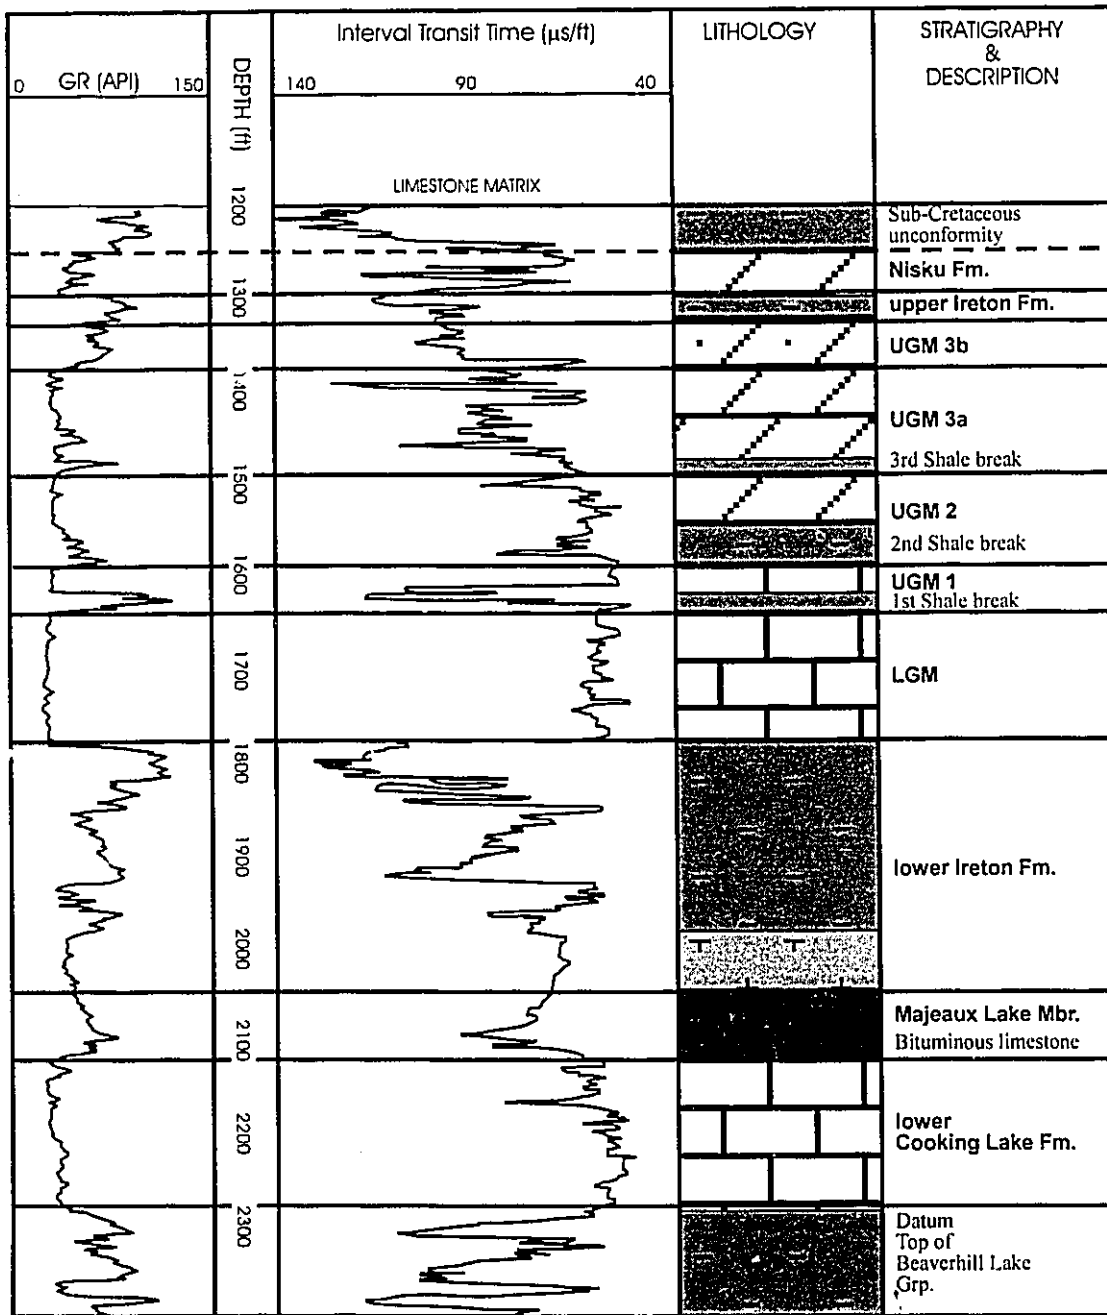 Interval Transit Time (µs/ft)
LITHOLOGY
STRATIGRAPHY
&
DESCRIPTION
0 GR (API) 150
DEPTH (ft)
140 90 40
LIMESTONE MATRIX
1200
Sub-Cretaceous
unconformity
Nisku Fm.
1300
upper Ireton Fm.
UGM 3b
1400
UGM 3a
3rd Shale break
1500
UGM 2
2nd Shale break
1600
UGM 1
1st Shale break
1700
LGM
1800
1900
lower Ireton Fm.
2000
Majeaux Lake Mbr.
2100
Bituminous limestone
2200
lower
Cooking Lake Fm.
2300
Datum
Top of
Beaverhill Lake
Grp.